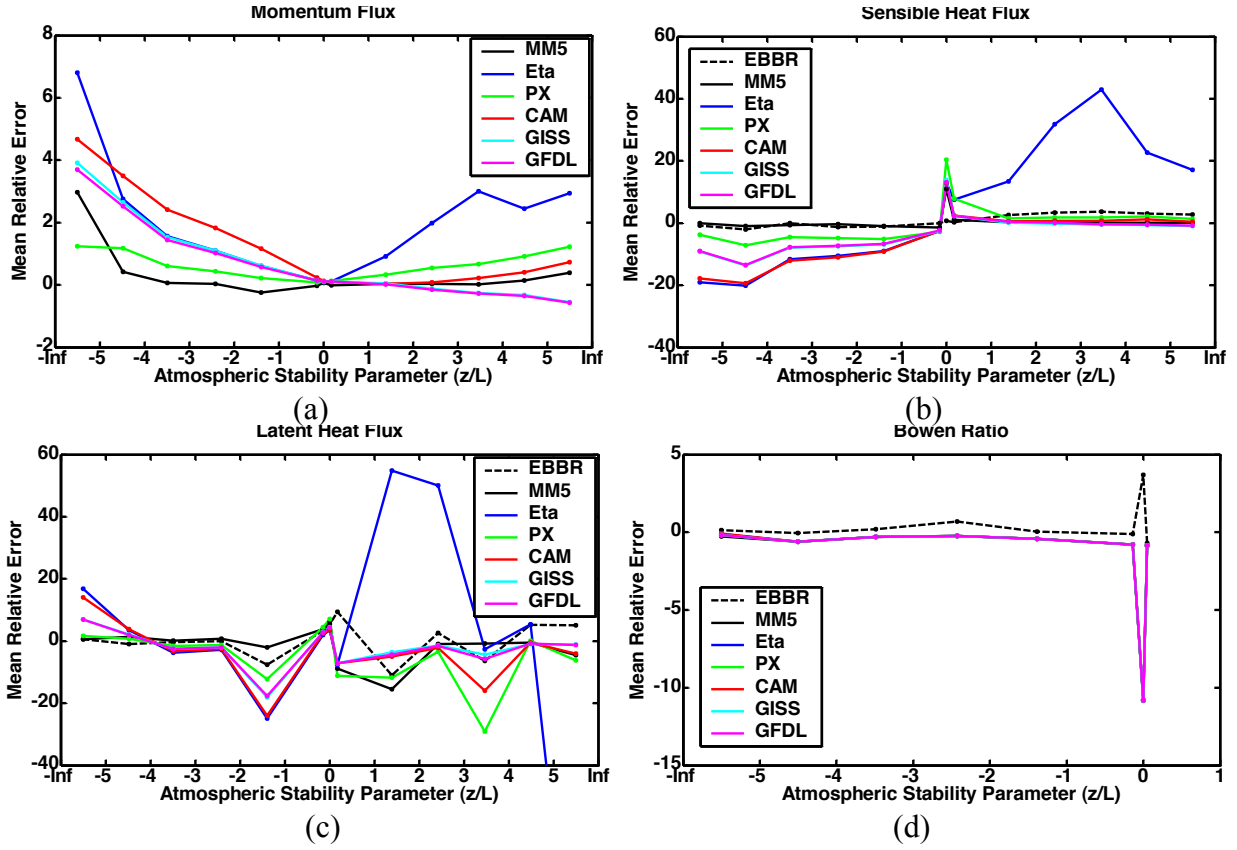 Momentum Flux
8
6
4
2
0
-2
Mean Relative Error
MM5
Eta
PX
CAM
GISS
GFDL
-Inf -5 -4 -3 -2 -1 0 1 2 3 4 5 Inf
Atmospheric Stability Parameter (z/L)
(a)
Sensible Heat Flux
60
40
20
0
-20
-40
Mean Relative Error
EBBR
MM5
Eta
PX
CAM
GISS
GFDL
-Inf -5 -4 -3 -2 -1 0 1 2 3 4 5 Inf
Atmospheric Stability Parameter (z/L)
(b)
Latent Heat Flux
60
40
20
0
-20
-40
Mean Relative Error
EBBR
MM5
Eta
PX
CAM
GISS
GFDL
-Inf -5 -4 -3 -2 -1 0 1 2 3 4 5 Inf
Atmospheric Stability Parameter (z/L)
(c)
Bowen Ratio
5
0
-5
-10
-15
Mean Relative Error
EBBR
MM5
Eta
PX
CAM
GISS
GFDL
-Inf -5 -4 -3 -2 -1 0 1
Atmospheric Stability Parameter (z/L)
(d)